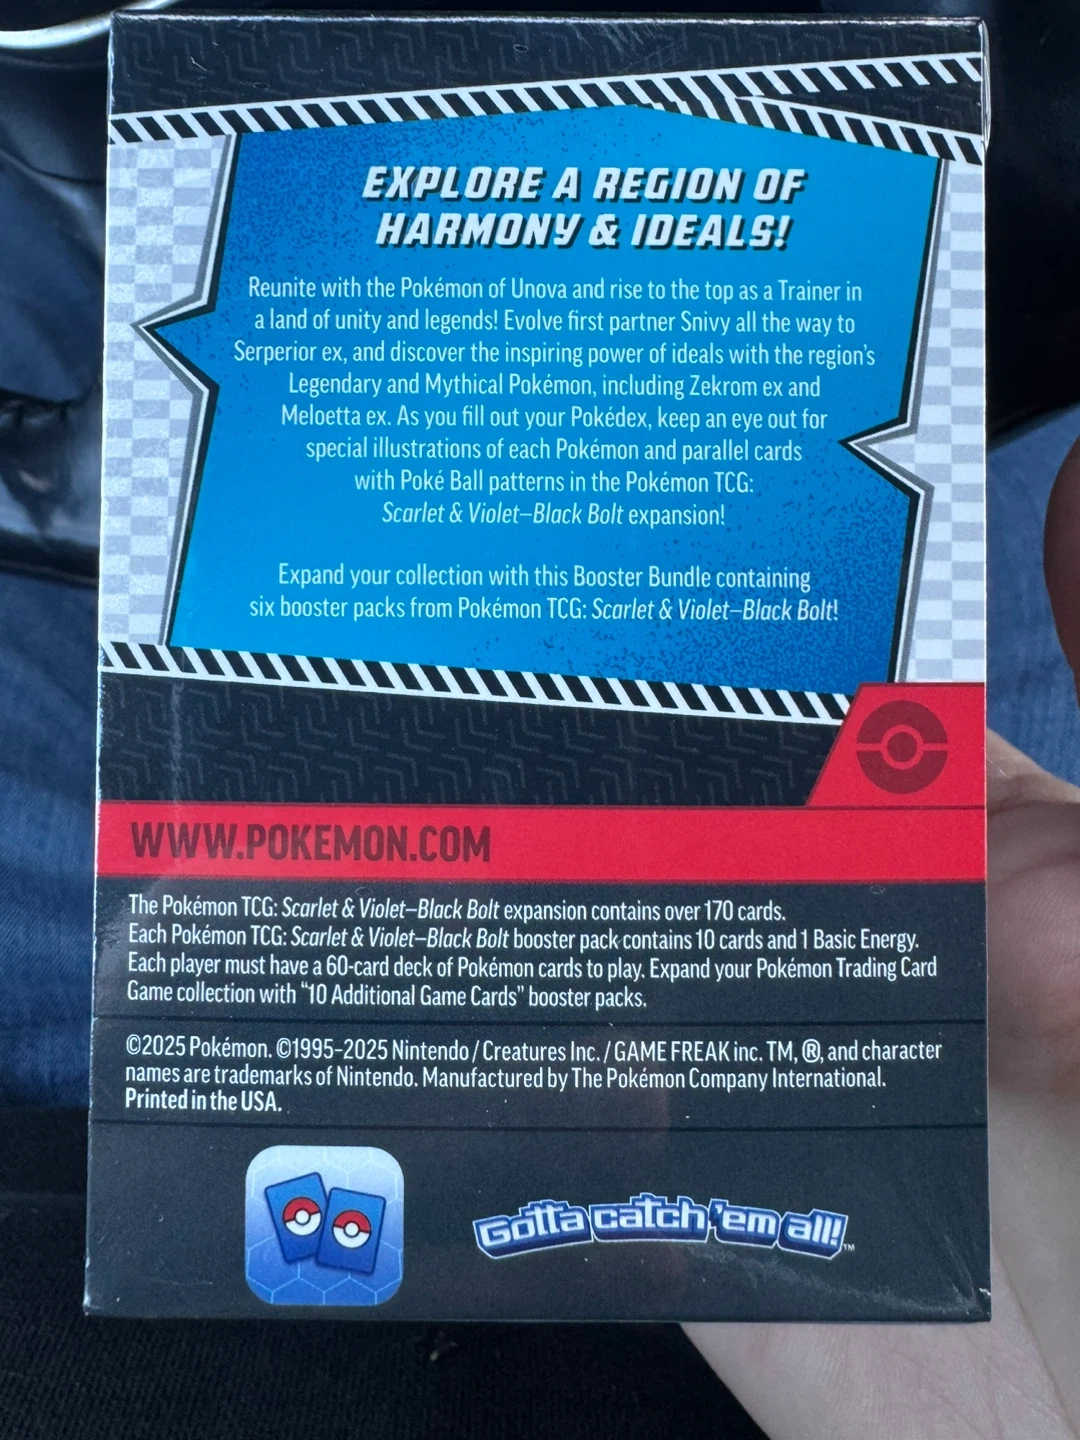 EXPLORE A REGION OF
HARMONY & IDEALS!
Reunite with the Pokémon of Unova and rise to the top as a Trainer in
a land of unity and legends! Evolve first partner Snivy all the way to
Serperior ex, and discover the inspiring power of ideals with the region's
Legendary and Mythical Pokémon, including Zekrom ex and
Meloetta ex. As you fill out your Pokédex, keep an eye out for
special illustrations of each Pokémon and parallel cards
with Poké Ball patterns in the Pokémon TCG:
Scarlet & Violet—Black Bolt expansion!
Expand your collection with this Booster Bundle containing
six booster packs from Pokémon TCG: Scarlet & Violet—Black Bolt!
WWW.POKEMON.COM
The Pokémon TCG: Scarlet & Violet—Black Bolt expansion contains over 170 cards.
Each Pokémon TCG: Scarlet & Violet—Black Bolt booster pack contains 10 cards and 1 Basic Energy.
Each player must have a 60-card deck of Pokémon cards to play. Expand your Pokémon Trading Card
Game collection with “10 Additional Game Cards” booster packs.
©2025 Pokémon. ©1995–2025 Nintendo / Creatures Inc. / GAME FREAK inc. TM, ®, and character
names are trademarks of Nintendo. Manufactured by The Pokémon Company International.
Printed in the USA.
Gotta catch 'em all!™